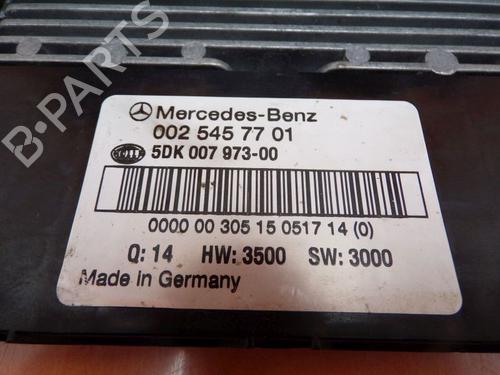 Mercedes-Benz
002 545 77 01
HELLA 5DK 007 973-00
0000 00 305 15 0517 14 (0)
Q: 14 HW: 3500 SW: 3000
Made in Germany
B-PARTS